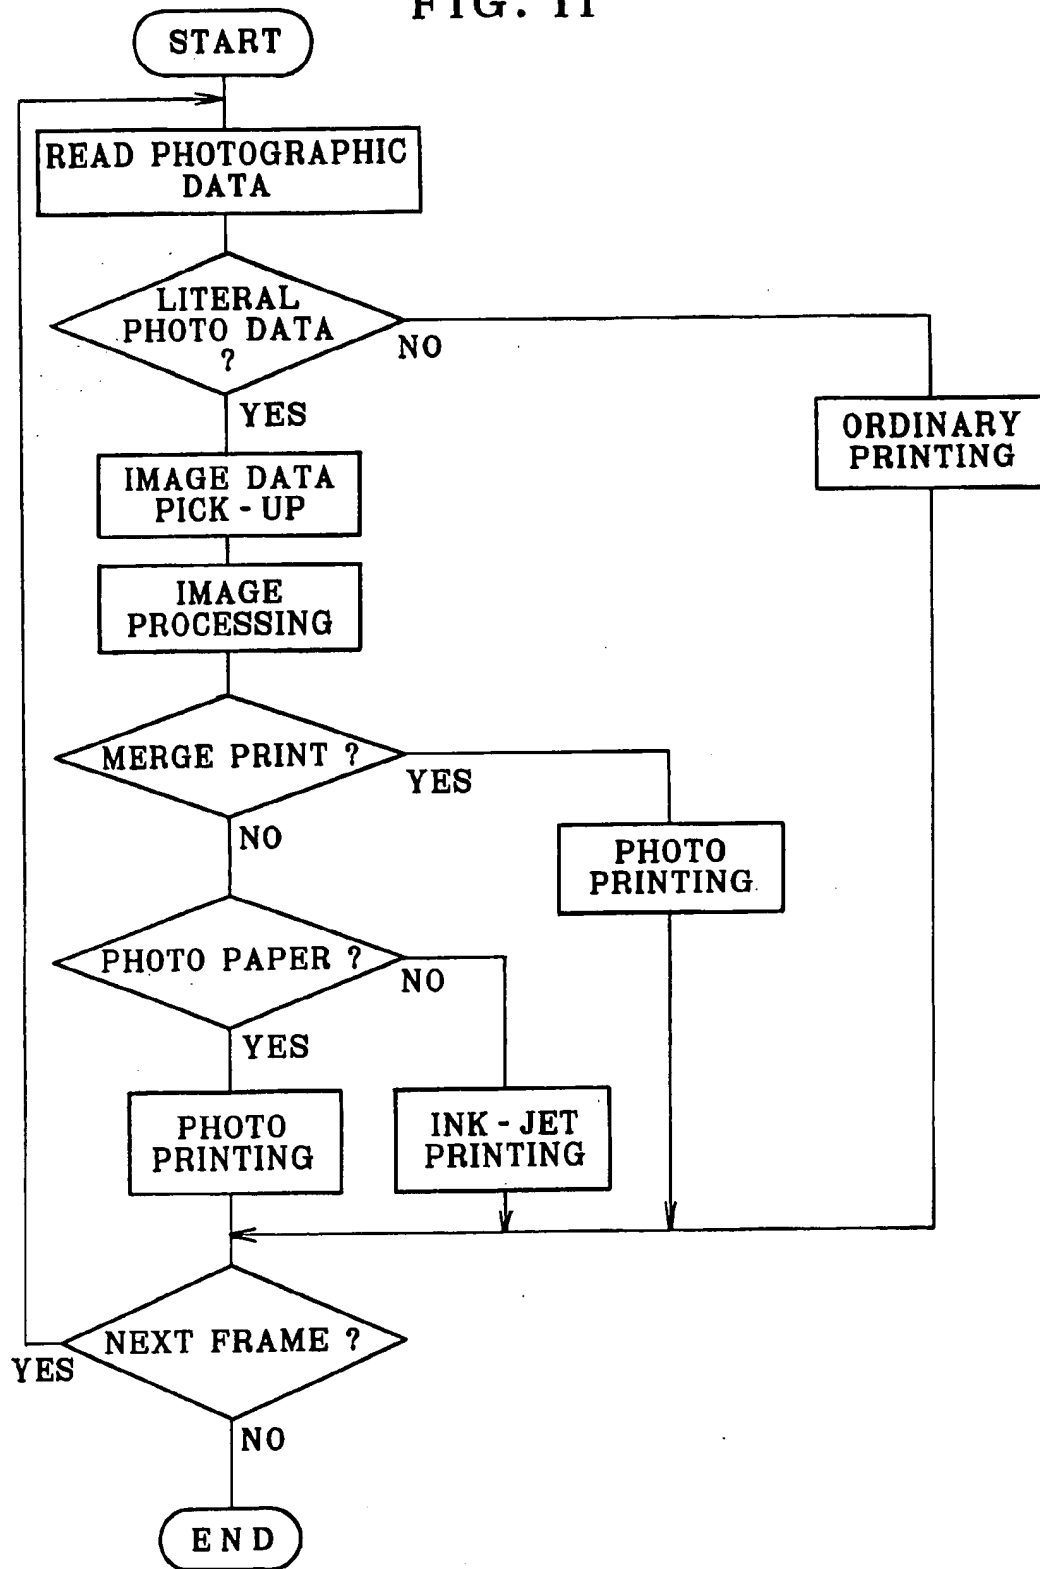 FIG. 11
START
READ PHOTOGRAPHIC
DATA
LITERAL
PHOTO DATA
?
NO
YES
ORDINARY
PRINTING
IMAGE DATA
PICK - UP
IMAGE
PROCESSING
MERGE PRINT ?
YES
NO
PHOTO
PRINTING
PHOTO PAPER ?
NO
YES
PHOTO
PRINTING
INK - JET
PRINTING
NEXT FRAME ?
YES
NO
END